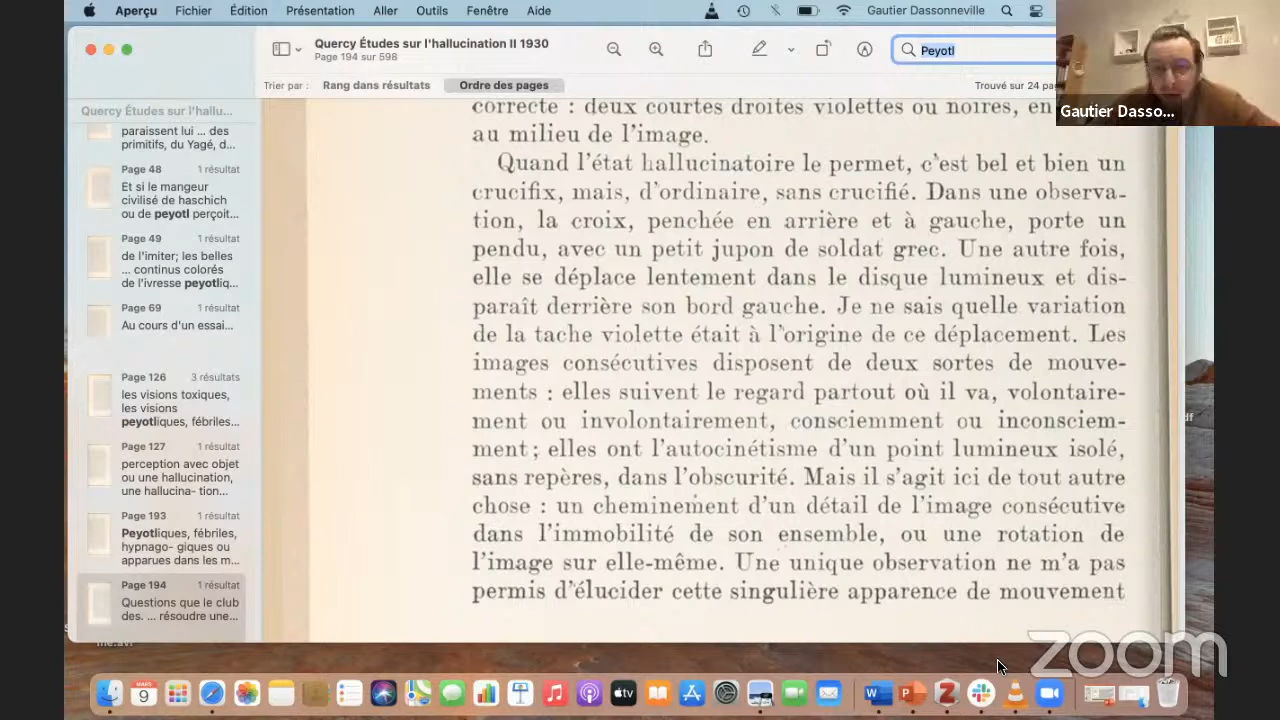 Aperçu Fichier Édition Présentation Aller Outils Fenêtre Aide Gautier Dassonneville
Quercy Études sur l'hallucination II 1930
Page 194 sur 598
Peyotl
Trier par : Rang dans résultats Ordre des pages Trouvé sur 24
Gautier Dasso...
Quercy Études sur l'hallu...
paraissent lui ... des
primitifs, du Yagé, d...
Page 48 1 résultat
Et si le mangeur
civilisé de haschich
ou de peyotl perçoit...
Page 49 1 résultat
de l'imiter; les belles
... continus colorés
de l'ivresse peyotliq...
Page 69 1 résultat
Au cours d'un essai...
Page 126 3 résultats
les visions toxiques,
les visions
peyotliques, fébriles...
Page 127 1 résultat
perception avec objet
ou une hallucination,
une hallucina- tion...
Page 193 1 résultat
Peyotliques, fébriles,
hypnago- giques ou
apparues dans les m...
Page 194 1 résultat
Questions que le club
des. ... résoudre une...
correcte : deux courtes droites violettes ou noires, en
au milieu de l'image.
Quand l'état hallucinatoire le permet, c'est bel et bien un
crucifix, mais, d'ordinaire, sans crucifié. Dans une observa-
tion, la croix, penchée en arrière et à gauche, porte un
pendu, avec un petit jupon de soldat grec. Une autre fois,
elle se déplace lentement dans le disque lumineux et dis-
paraît derrière son bord gauche. Je ne sais quelle variation
de la tache violette était à l'origine de ce déplacement. Les
images consécutives disposent de deux sortes de mouve-
ments : elles suivent le regard partout où il va, volontaire-
ment ou involontairement, consciemment ou inconsciem-
ment ; elles ont l'autocinétisme d'un point lumineux isolé,
sans repères, dans l'obscurité. Mais il s'agit ici de tout autre
chose : un cheminement d'un détail de l'image consécutive
dans l'immobilité de son ensemble, ou une rotation de
l'image sur elle-même. Une unique observation ne m'a pas
permis d'élucider cette singulière apparence de mouvement
me.avi
zoom
MARS
9
tv